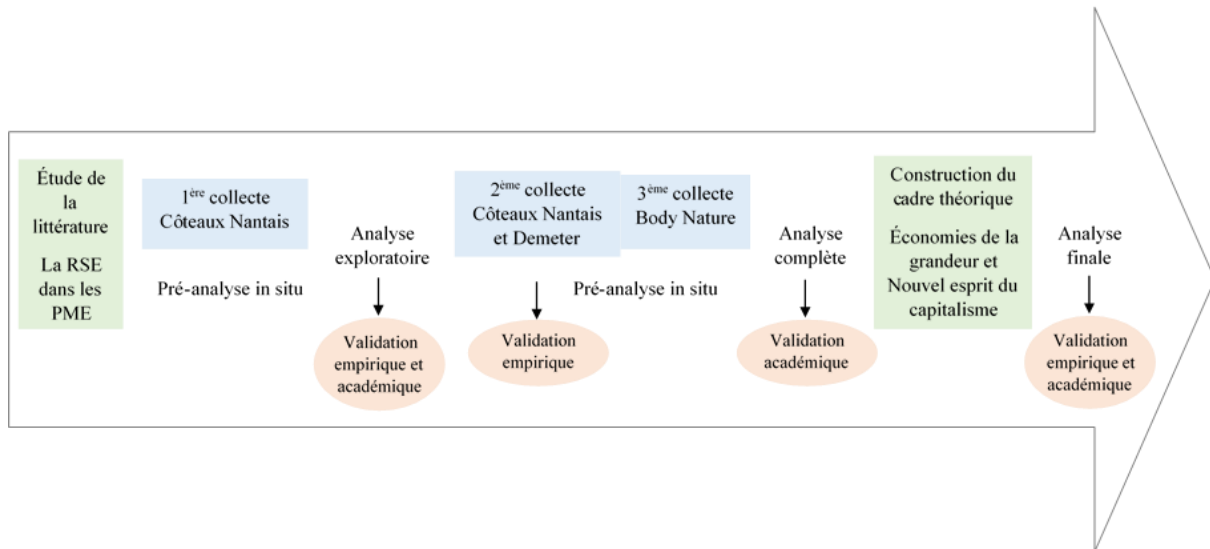 Étude de
la
littérature
La RSE
dans les
PME
1ère collecte
Côteaux Nantais
Pré-analyse in situ
Analyse
exploratoire
Validation
empirique et
académique
2ème collecte
Côteaux Nantais
et Demeter
Validation
empirique
3ème collecte
Body Nature
Pré-analyse in situ
Analyse
complète
Validation
académique
Construction du
cadre théorique
Économies de la
grandeur et
Nouvel esprit du
capitalisme
Analyse
finale
Validation
empirique et
académique